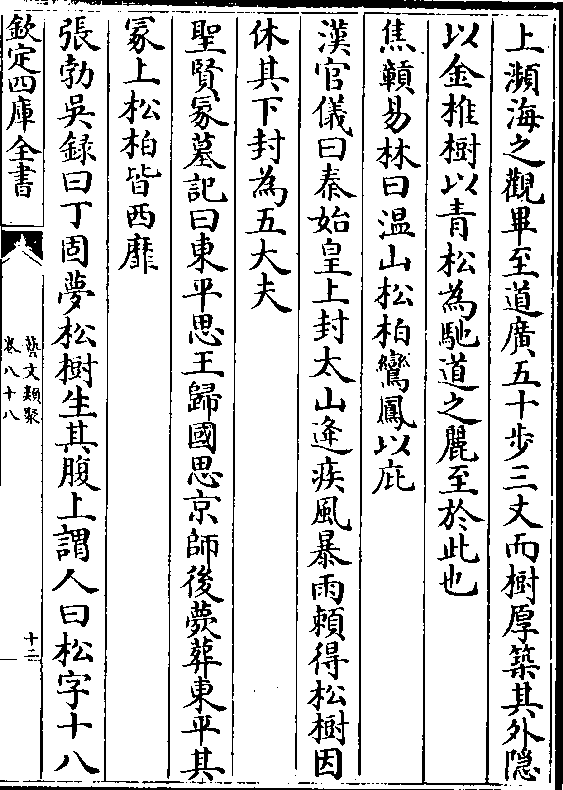 上瀕海之觀畢至道廣五十步三丈而樹厚築其外隠
以金椎樹以青松為馳道之麗至於此也
焦贑易林曰温山松柏鸞鳳以庇
漢官儀曰秦始皇上封太山逢疾風暴雨頼得松樹因
休其下封為五大夫
聖賢冢墓記曰東平思王歸國思京師後薨葬東平其
冢上松柏皆西靡
張勃吳録曰丁固夢松樹生其腹上謂人曰松字十八
欽定四庫全書
藝文類聚
卷八十八
十二